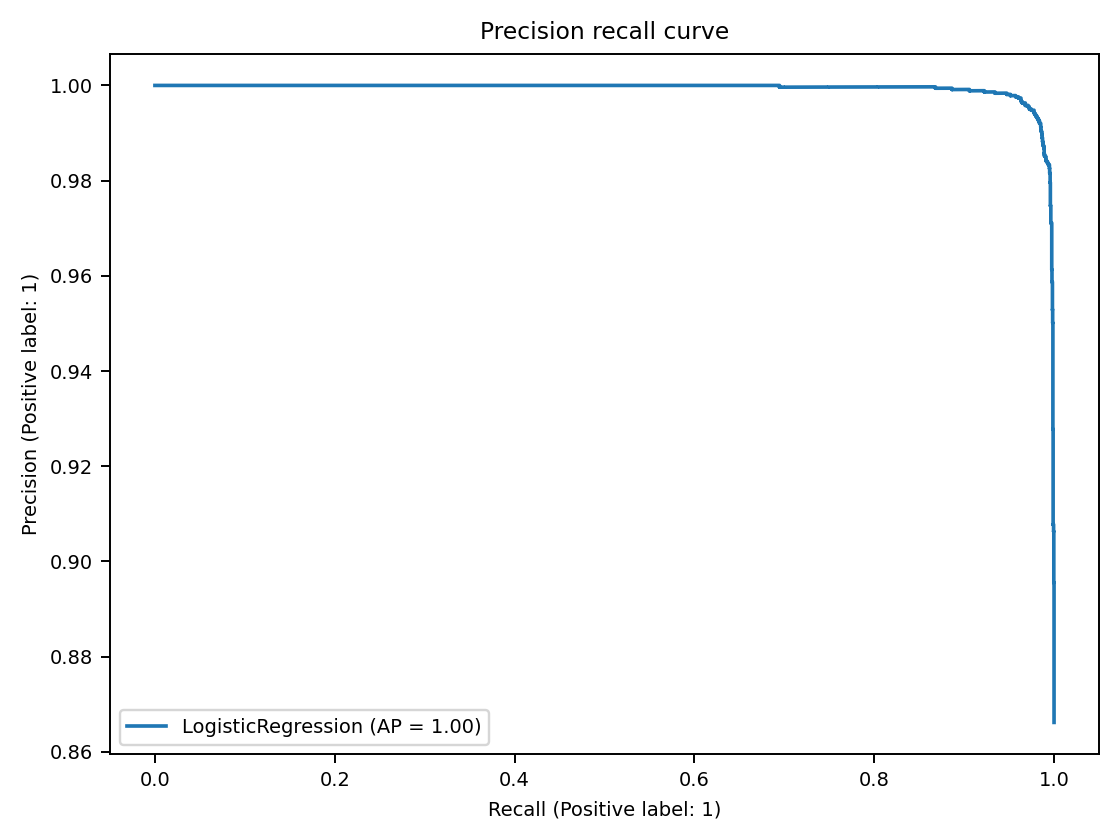 Precision recall curve
1.00
0.98
0.96
0.94
0.92
0.90
0.88
0.86
Precision (Positive label: 1)
LogisticRegression (AP = 1.00)
0.0 0.2 0.4 0.6 0.8 1.0
Recall (Positive label: 1)